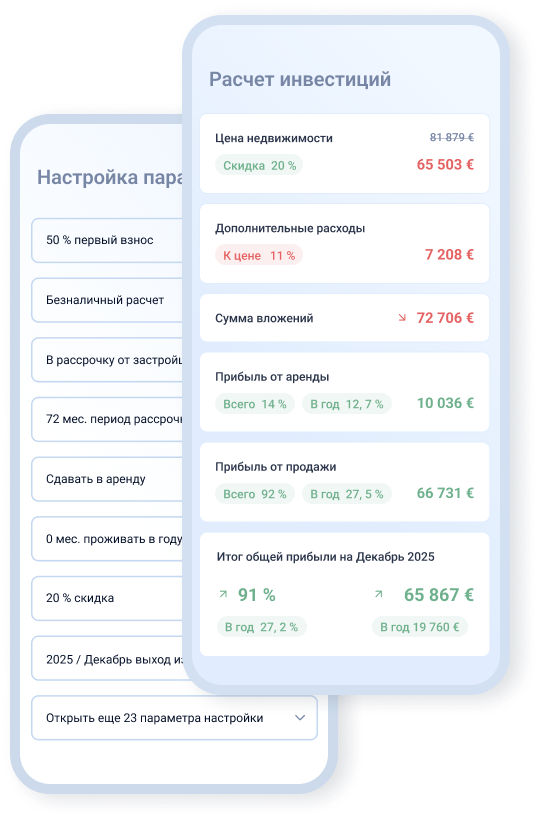 Расчет инвестиций
Цена недвижимости
81 879 €
Скидка 20 %
65 503 €
Дополнительные расходы
К цене 11 %
7 208 €
Сумма вложений
72 706 €
Прибыль от аренды
Всего 14 %
В год 12, 7 %
10 036 €
Прибыль от продажи
Всего 92 %
В год 27, 5 %
66 731 €
Итог общей прибыли на Декабрь 2025
91 %
65 867 €
В год 27, 2 %
В год 19 760 €
Настройка пара
50 % первый взнос
Безналичный расчет
В рассрочку от застрой
72 мес. период рассроч
Сдавать в аренду
0 мес. проживать в году
20 % скидка
2025 / Декабрь выход из
Открыть еще 23 параметра настройки